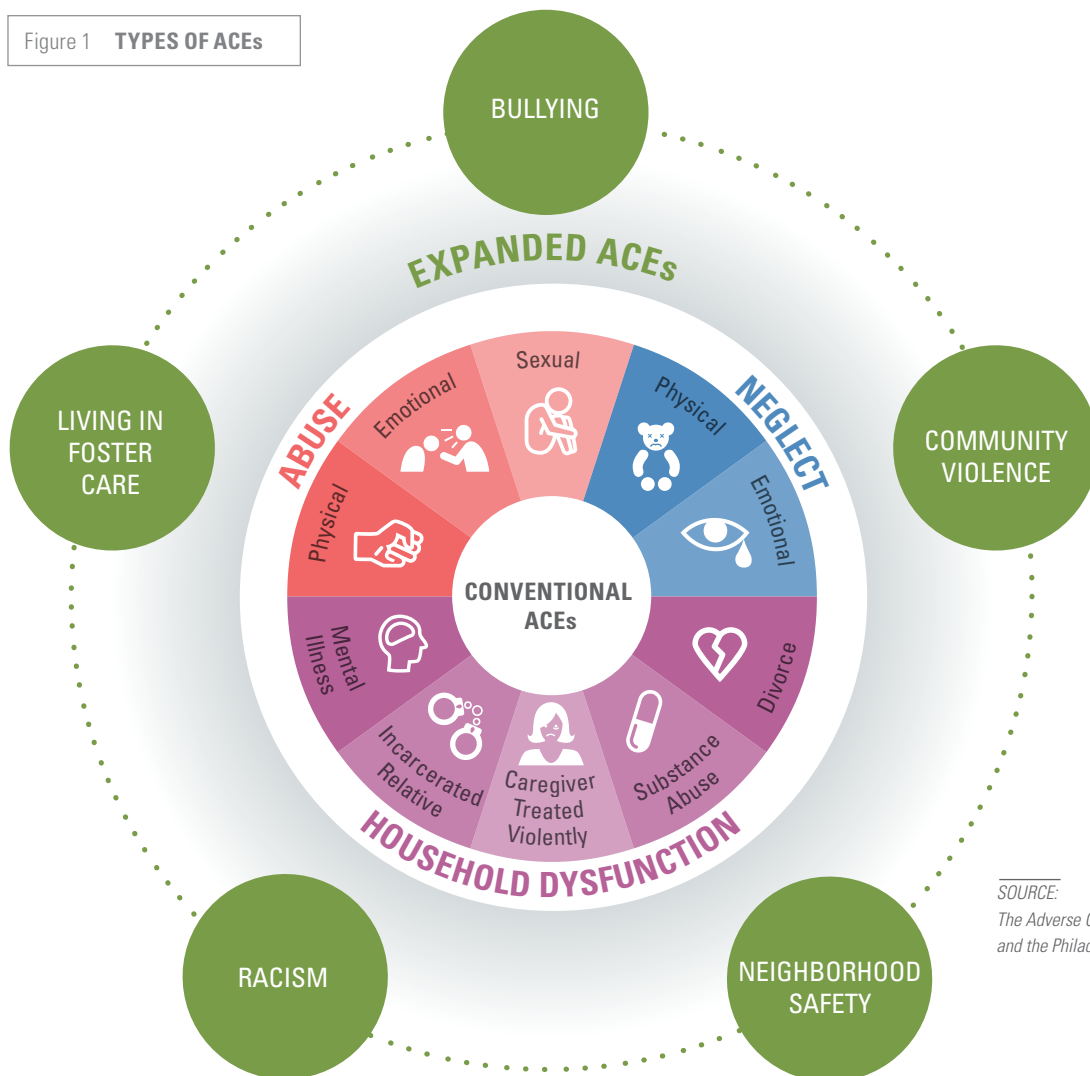 Figure 1 TYPES OF ACEs
BULLYING
EXPANDED ACEs
LIVING IN
FOSTER
CARE
COMMUNITY
VIOLENCE
ABUSE
Physical
Emotional
Sexual
NEGLECT
Physical
Emotional
CONVENTIONAL
ACEs
Mental
Illness
Incarcerated
Relative
Caregiver
Treated
Violently
Substance
Abuse
Divorce
HOUSEHOLD DYSFUNCTION
RACISM
NEIGHBORHOOD
SAFETY
SOURCE:
The Adverse
and the